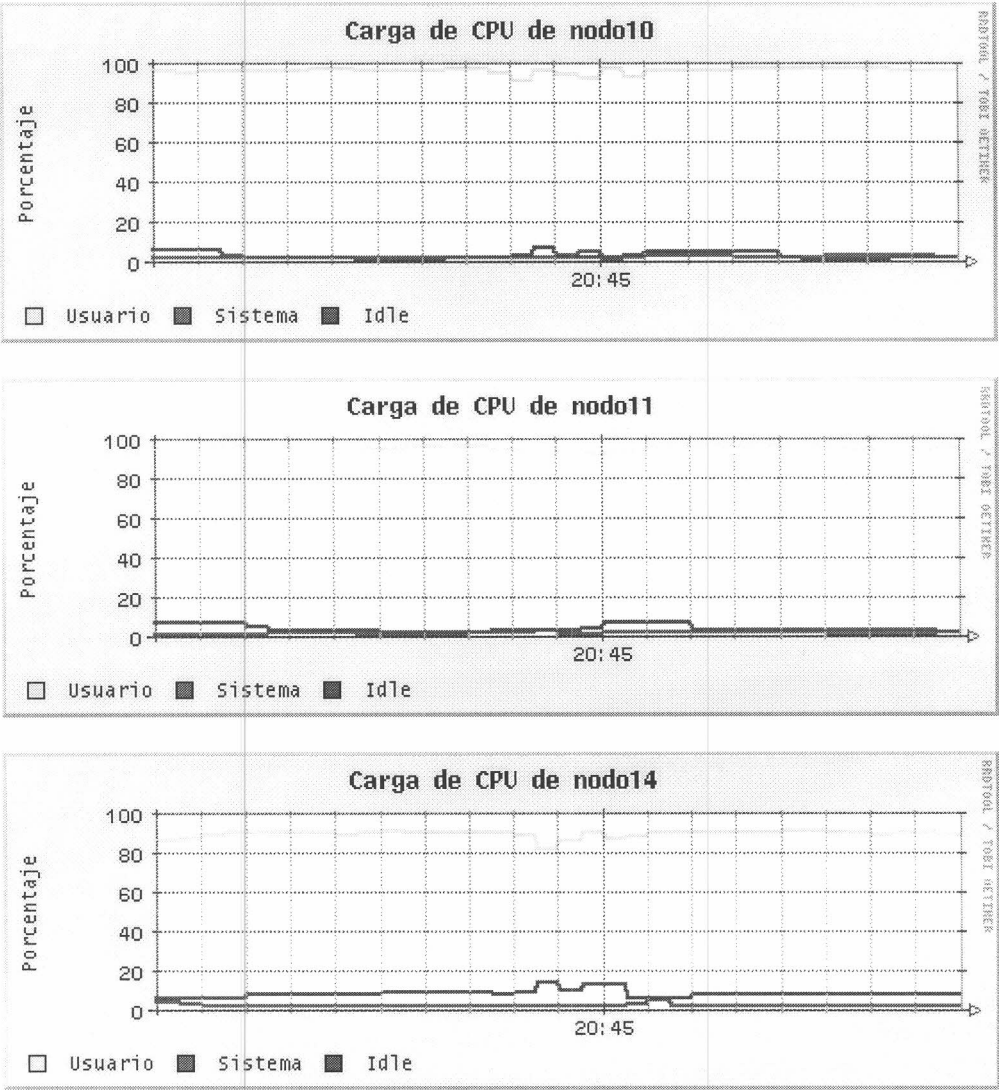 Carga de CPU de nodo10
RRDTOOL / TOBI OETIKER
Porcentaje
100
80
60
40
20
0
20:45
Usuario Sistema Idle
Carga de CPU de nodo11
RRDTOOL / TOBI OETIKER
Porcentaje
100
80
60
40
20
0
20:45
Usuario Sistema Idle
Carga de CPU de nodo14
RRDTOOL / TOBI OETIKER
Porcentaje
100
80
60
40
20
0
20:45
Usuario Sistema Idle